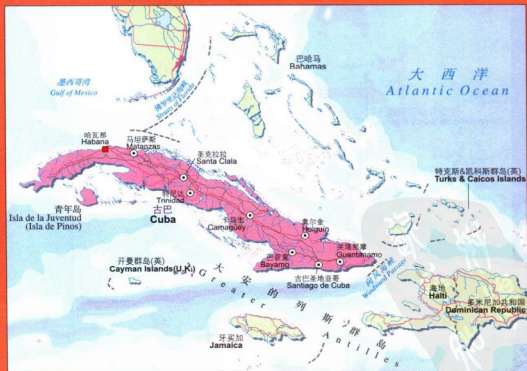 墨西哥湾
Gulf of Mexico
佛罗里达海峡
Straits of Florida
巴哈马
Bahamas
大西洋
Atlantic Ocean
哈瓦那
Habana
马坦萨斯
Matanzas
圣克拉拉
Santa Clala
特克斯&凯科斯群岛(英)
Turks & Caicos Islands
特尼达
Trinidad
青年岛
Isla de la Juventud
(Isla de Pinos)
古巴
Cuba
卡马圭
Camagüey
奥尔金
Holguin
巴亚莫
Bayamo
关塔那摩
Guantanamo
古巴圣地亚哥
Santiago de Cuba
开曼群岛(英)
Cayman Islands(U.K.)
向风海峡
Windward Passage
大安的列斯群岛
Greater Antilles
海地
Haiti
多米尼加共和国
Dominican Republic
牙买加
Jamaica